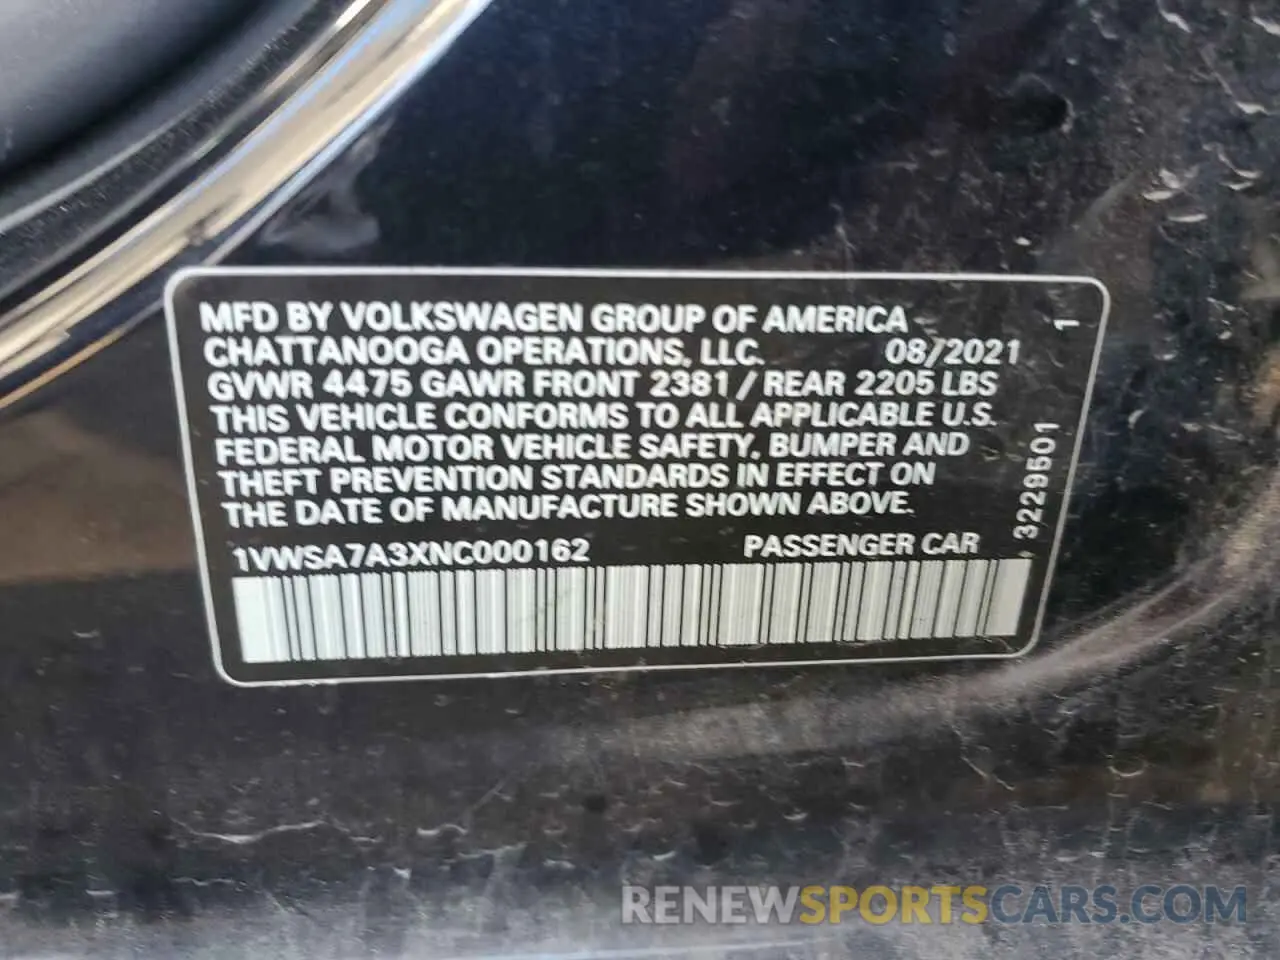 MFD BY VOLKSWAGEN GROUP OF AMERICA
CHATTANOOGA OPERATIONS, LLC. 08/2021
GVWR 4475 GAWR FRONT 2381 / REAR 2205 LBS
THIS VEHICLE CONFORMS TO ALL APPLICABLE U.S.
FEDERAL MOTOR VEHICLE SAFETY, BUMPER AND
THEFT PREVENTION STANDARDS IN EFFECT ON
THE DATE OF MANUFACTURE SHOWN ABOVE.
1VWSA7A3XNC000162 PASSENGER CAR
3229501 1
RENEWSPORTSCARS.COM